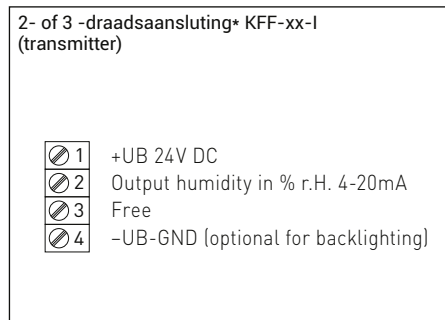 2- of 3 -draadsaansluting* KFF-xx-I
(transmitter)
1 +UB 24V DC
2 Output humidity in % r.H. 4-20mA
3 Free
4 –UB-GND (optional for backlighting)